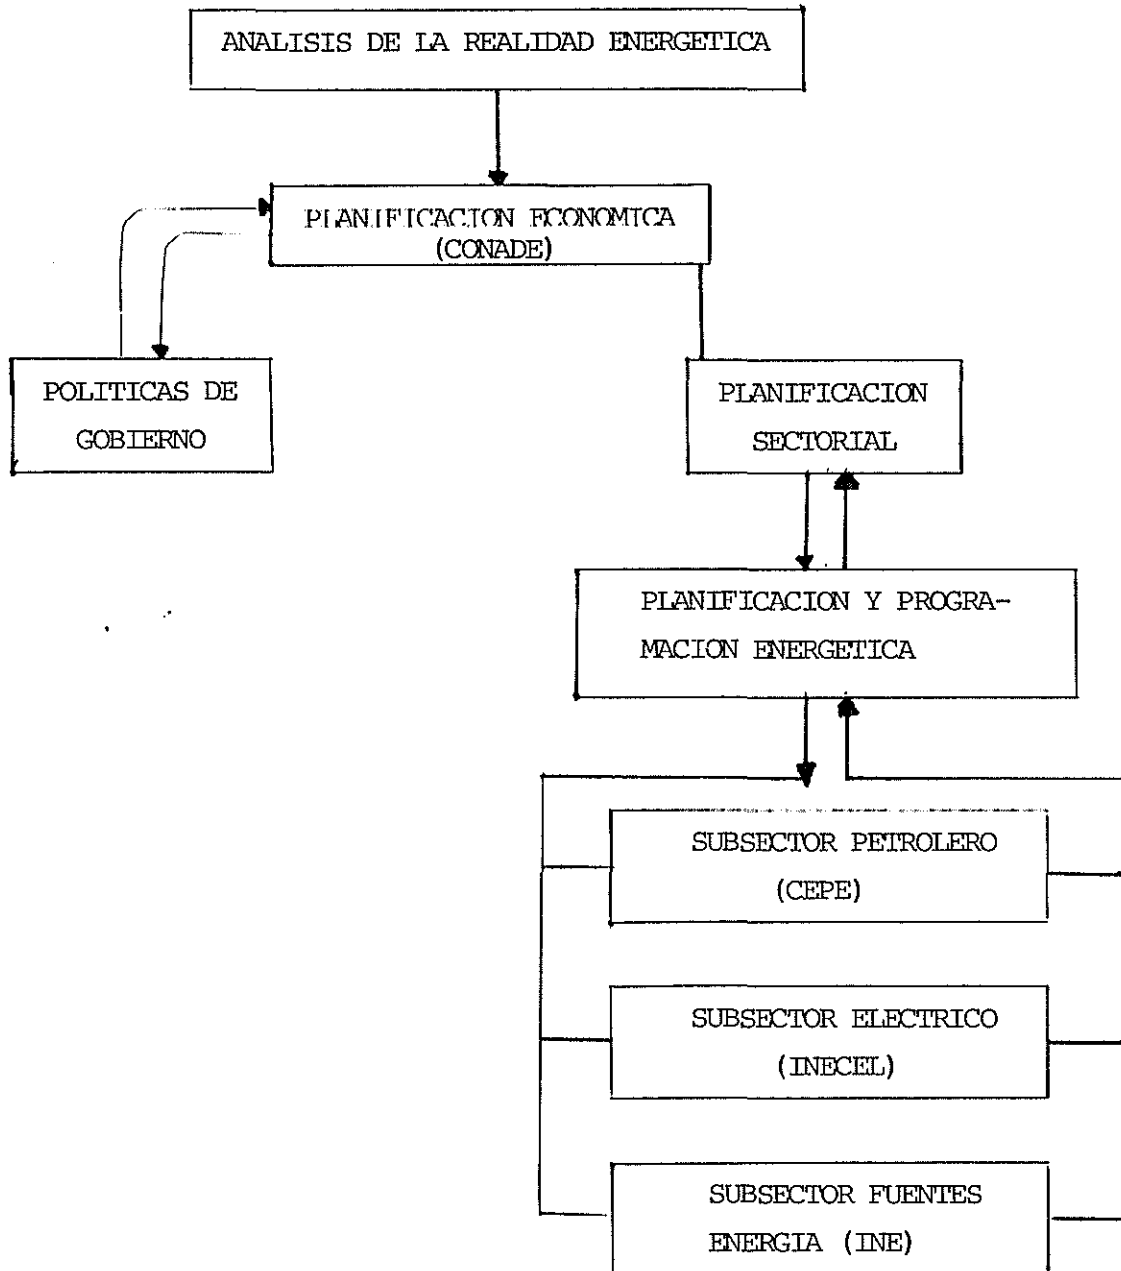 ANALISIS DE LA REALIDAD ENERGETICA
PLANIFICACION ECONOMICA
(CONADE)
POLITICAS DE
GOBIERNO
PLANIFICACION
SECTORIAL
PLANIFICACION Y PROGRA-
MACION ENERGETICA
SUBSECTOR PETROLERO
(CEPE)
SUBSECTOR ELECTRICO
(INECEL)
SUBSECTOR FUENTES
ENERGIA (INE)